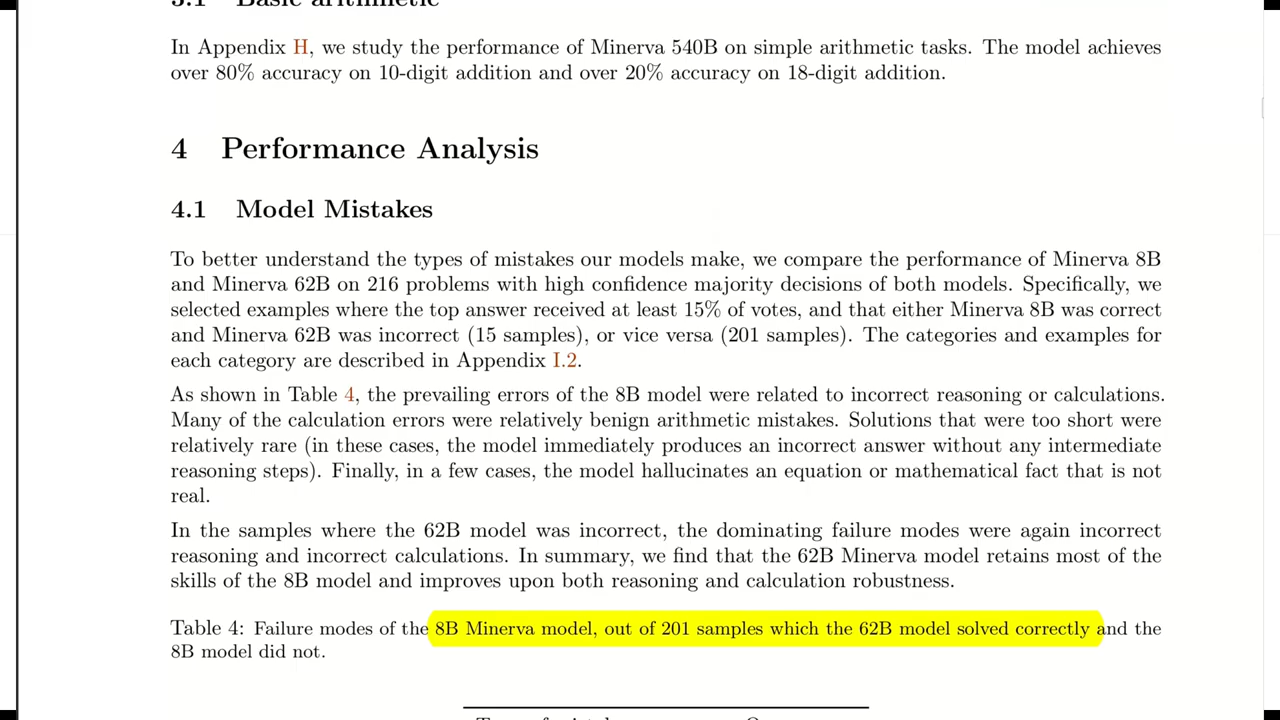 3.1 Basic arithmetic
In Appendix H, we study the performance of Minerva 540B on simple arithmetic tasks. The model achieves
over 80% accuracy on 10-digit addition and over 20% accuracy on 18-digit addition.
4 Performance Analysis
4.1 Model Mistakes
To better understand the types of mistakes our models make, we compare the performance of Minerva 8B
and Minerva 62B on 216 problems with high confidence majority decisions of both models. Specifically, we
selected examples where the top answer received at least 15% of votes, and that either Minerva 8B was correct
and Minerva 62B was incorrect (15 samples), or vice versa (201 samples). The categories and examples for
each category are described in Appendix I.2.
As shown in Table 4, the prevailing errors of the 8B model were related to incorrect reasoning or calculations.
Many of the calculation errors were relatively benign arithmetic mistakes. Solutions that were too short were
relatively rare (in these cases, the model immediately produces an incorrect answer without any intermediate
reasoning steps). Finally, in a few cases, the model hallucinates an equation or mathematical fact that is not
real.
In the samples where the 62B model was incorrect, the dominating failure modes were again incorrect
reasoning and incorrect calculations. In summary, we find that the 62B Minerva model retains most of the
skills of the 8B model and improves upon both reasoning and calculation robustness.
Table 4: Failure modes of the 8B Minerva model, out of 201 samples which the 62B model solved correctly and the
8B model did not.